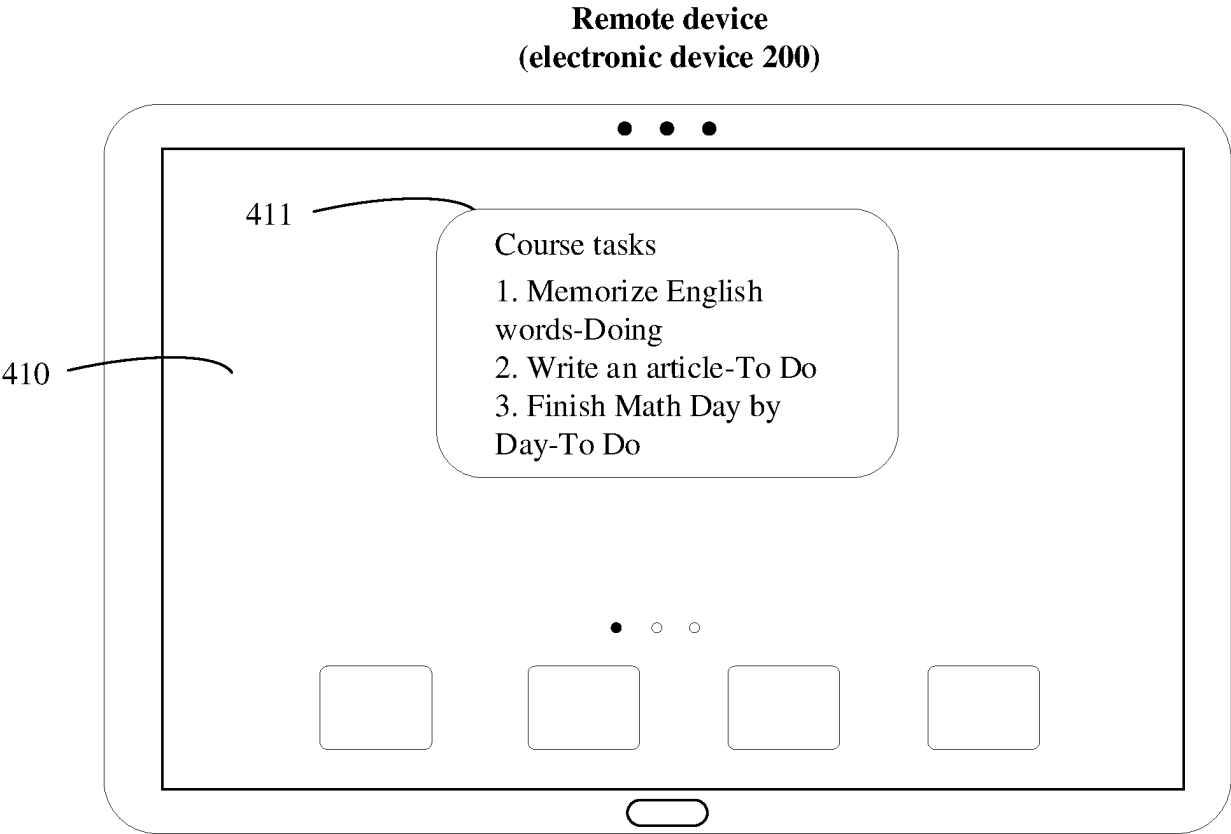 Remote device
(electronic device 200)
411
Course tasks
1. Memorize English
words-Doing
2. Write an article-To Do
3. Finish Math Day by
Day-To Do
410